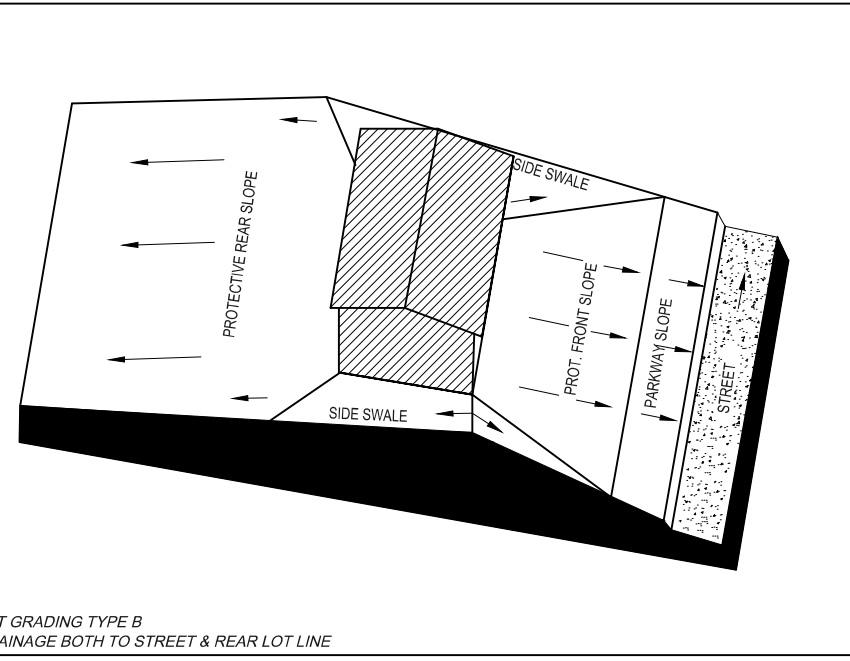 SIDE SWALE
PROTECTIVE REAR SLOPE
PROT. FRONT SLOPE
PARKWAY SLOPE
STREET
SIDE SWALE
GRADING TYPE B
BOTH TO STREET & REAR LOT LINE